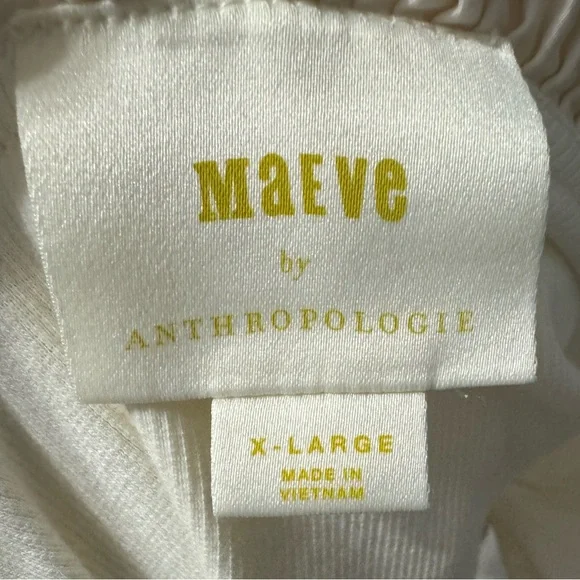 MaEVe
by
ANTHROPOLOGIE
X-LARGE
MADE IN
VIETNAM